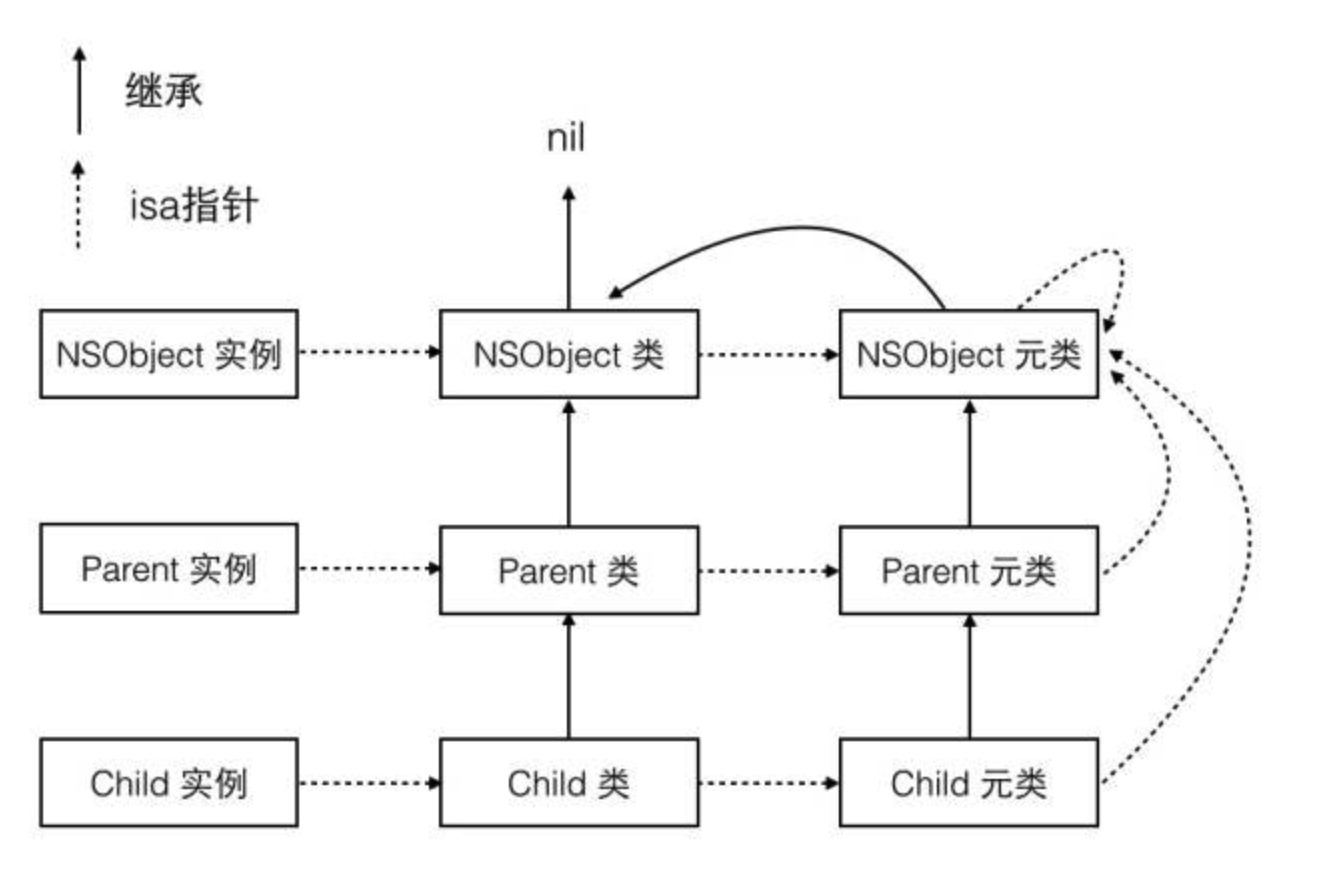 继承
nil
isa指针
NSObject 实例
NSObject 类
NSObject 元类
Parent 实例
Parent 类
Parent 元类
Child 实例
Child 类
Child 元类